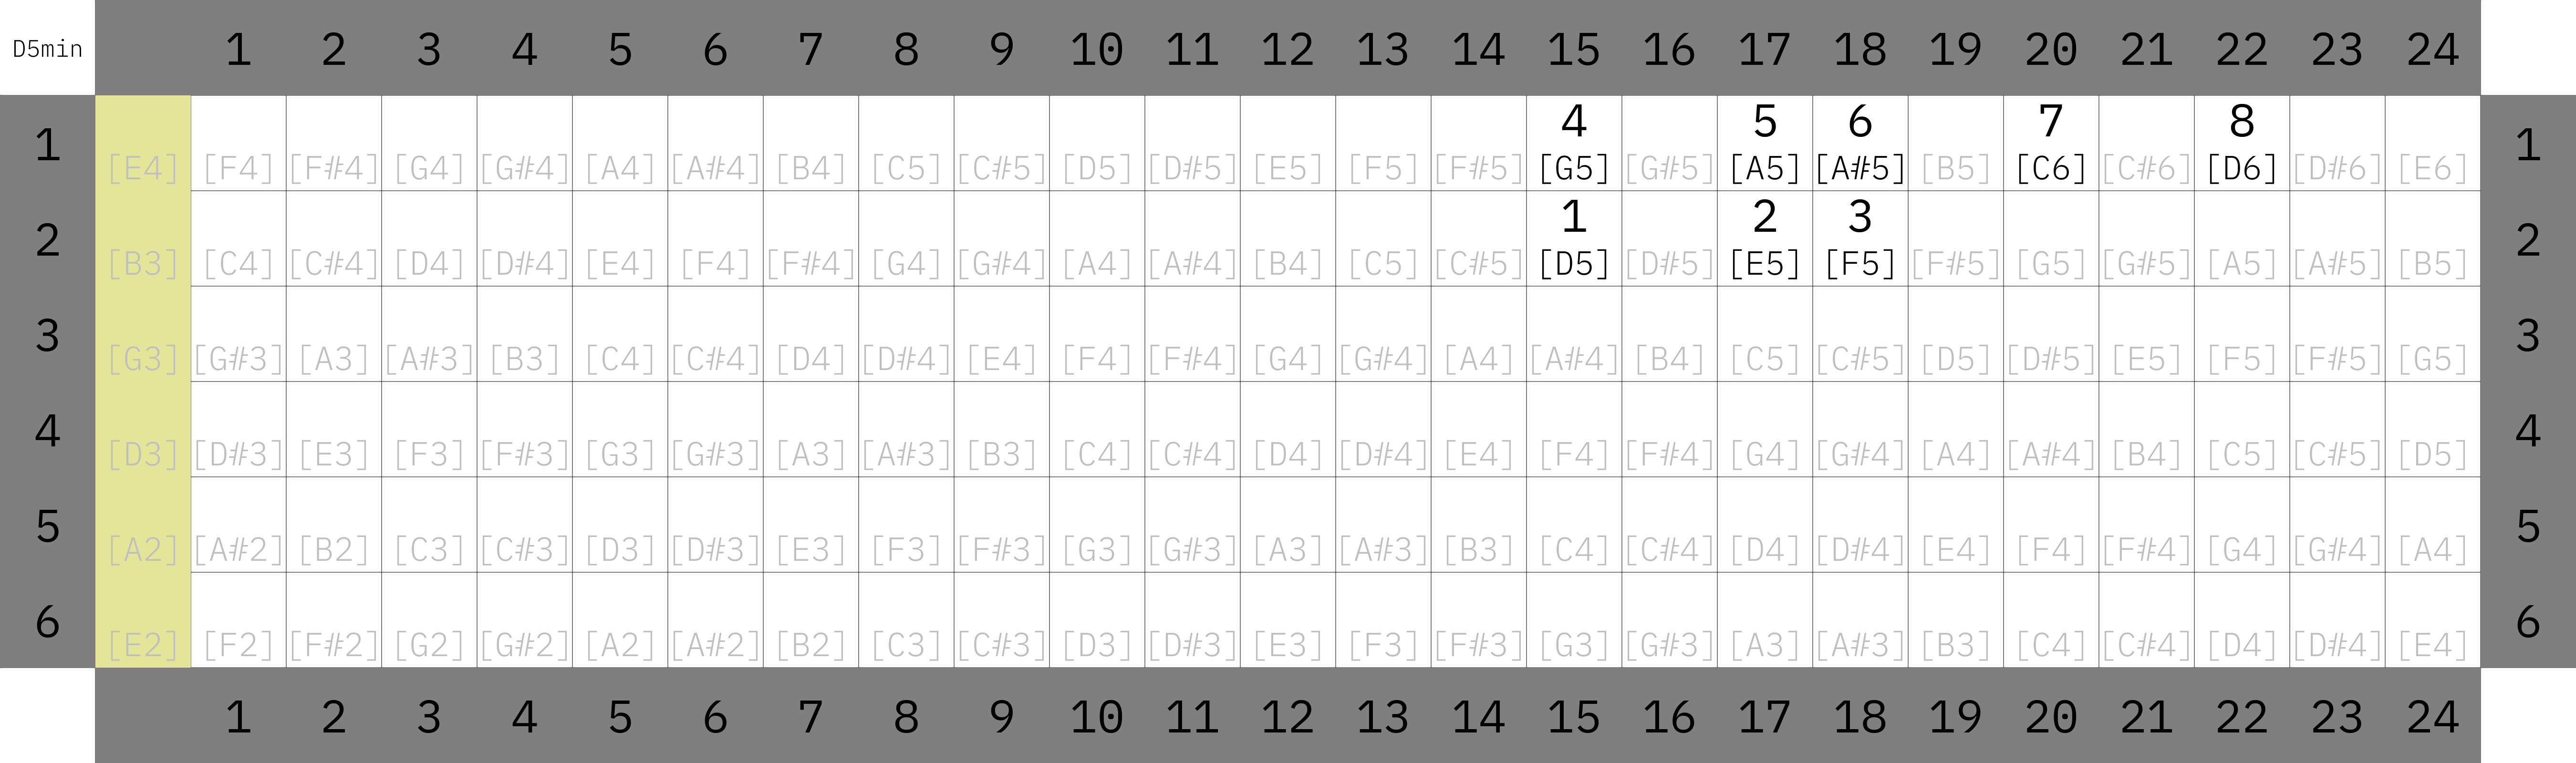 D5min 1 2 3 4 5 6 7 8 9 10 11 12 13 14 15 16 17 18 19 20 21 22 23 24
4 5 6 7 8
1 [E4] [F4] [F#4] [G4] [G#4] [A4] [A#4] [B4] [C5] [C#5] [D5] [D#5] [E5] [F5] [F#5] [G5] [G#5] [A5] [A#5] [B5] [C6] [C#6] [D6] [D#6] [E6] 1
1 2 3
2 [B3] [C4] [C#4] [D4] [D#4] [E4] [F4] [F#4] [G4] [G#4] [A4] [A#4] [B4] [C5] [C#5] [D5] [D#5] [E5] [F5] [F#5] [G5] [G#5] [A5] [A#5] [B5] 2
3 [G3] [G#3] [A3] [A#3] [B3] [C4] [C#4] [D4] [D#4] [E4] [F4] [F#4] [G4] [G#4] [A4] [A#4] [B4] [C5] [C#5] [D5] [D#5] [E5] [F5] [F#5] [G5] 3
4 [D3] [D#3] [E3] [F3] [F#3] [G3] [G#3] [A3] [A#3] [B3] [C4] [C#4] [D4] [D#4] [E4] [F4] [F#4] [G4] [G#4] [A4] [A#4] [B4] [C5] [C#5] [D5] 4
5 [A2] [A#2] [B2] [C3] [C#3] [D3] [D#3] [E3] [F3] [F#3] [G3] [G#3] [A3] [A#3] [B3] [C4] [C#4] [D4] [D#4] [E4] [F4] [F#4] [G4] [G#4] [A4] 5
6 [E2] [F2] [F#2] [G2] [G#2] [A2] [A#2] [B2] [C3] [C#3] [D3] [D#3] [E3] [F3] [F#3] [G3] [G#3] [A3] [A#3] [B3] [C4] [C#4] [D4] [D#4] [E4] 6
1 2 3 4 5 6 7 8 9 10 11 12 13 14 15 16 17 18 19 20 21 22 23 24